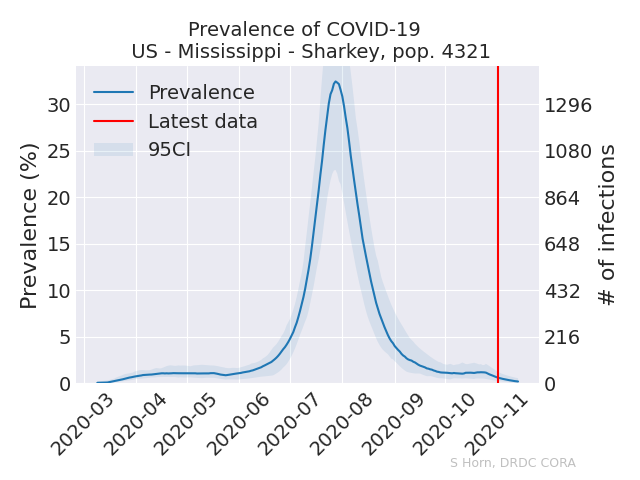 Prevalence of COVID-19
US - Mississippi - Sharkey, pop. 4321
Prevalence
Latest data
95CI
Prevalence (%)
30
25
20
15
10
5
0
# of infections
1296
1080
864
648
432
216
0
2020-03
2020-04
2020-05
2020-06
2020-07
2020-08
2020-09
2020-10
2020-11
S Horn, DRDC CORA